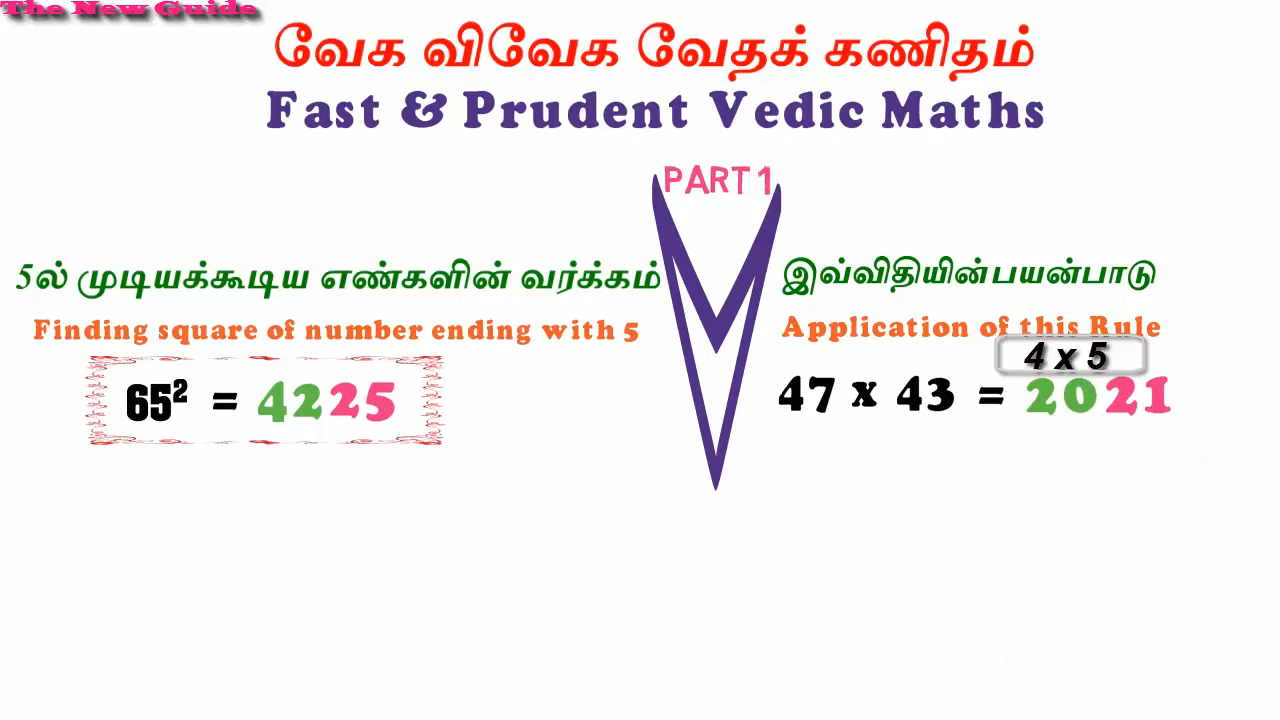 The New Guide
வேக விவேக வேதக் கணிதம்
Fast & Prudent Vedic Maths
PART 1
5ல் முடியக்கூடிய எண்களின் வர்க்கம்
Finding square of number ending with 5
65² = 4225
இவ்விதியின்பயன்பாடு
Application of this Rule
4 x 5
47 x 43 = 2021